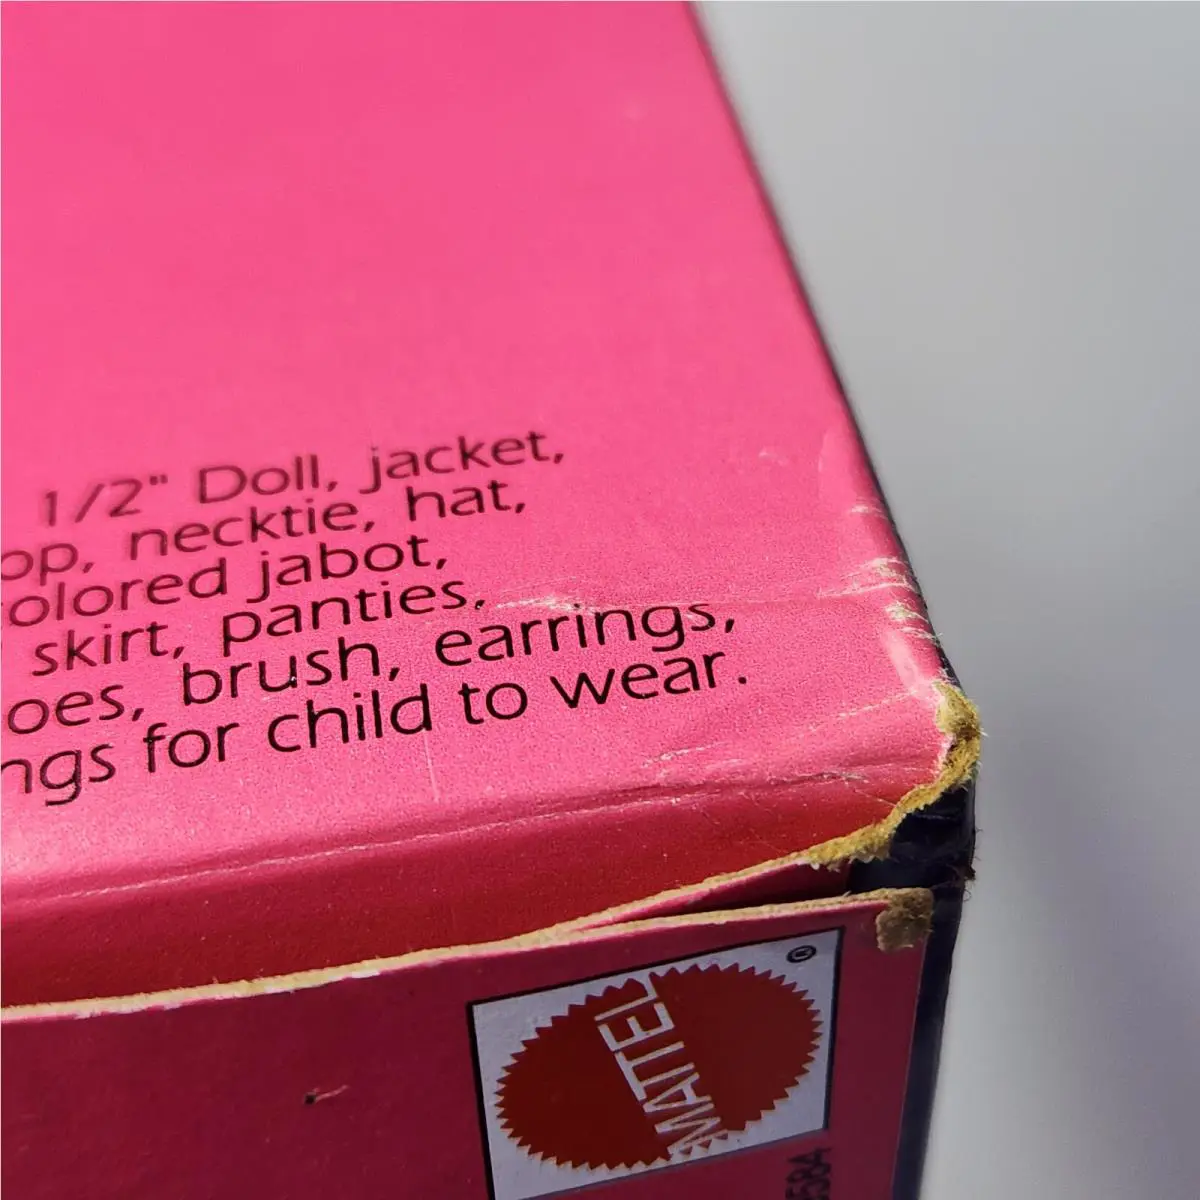 1/2" Doll, jacket,
op, necktie, hat,
olored jabot,
skirt, panties,
oes, brush, earrings,
ngs for child to wear.
MATTEL
®
584